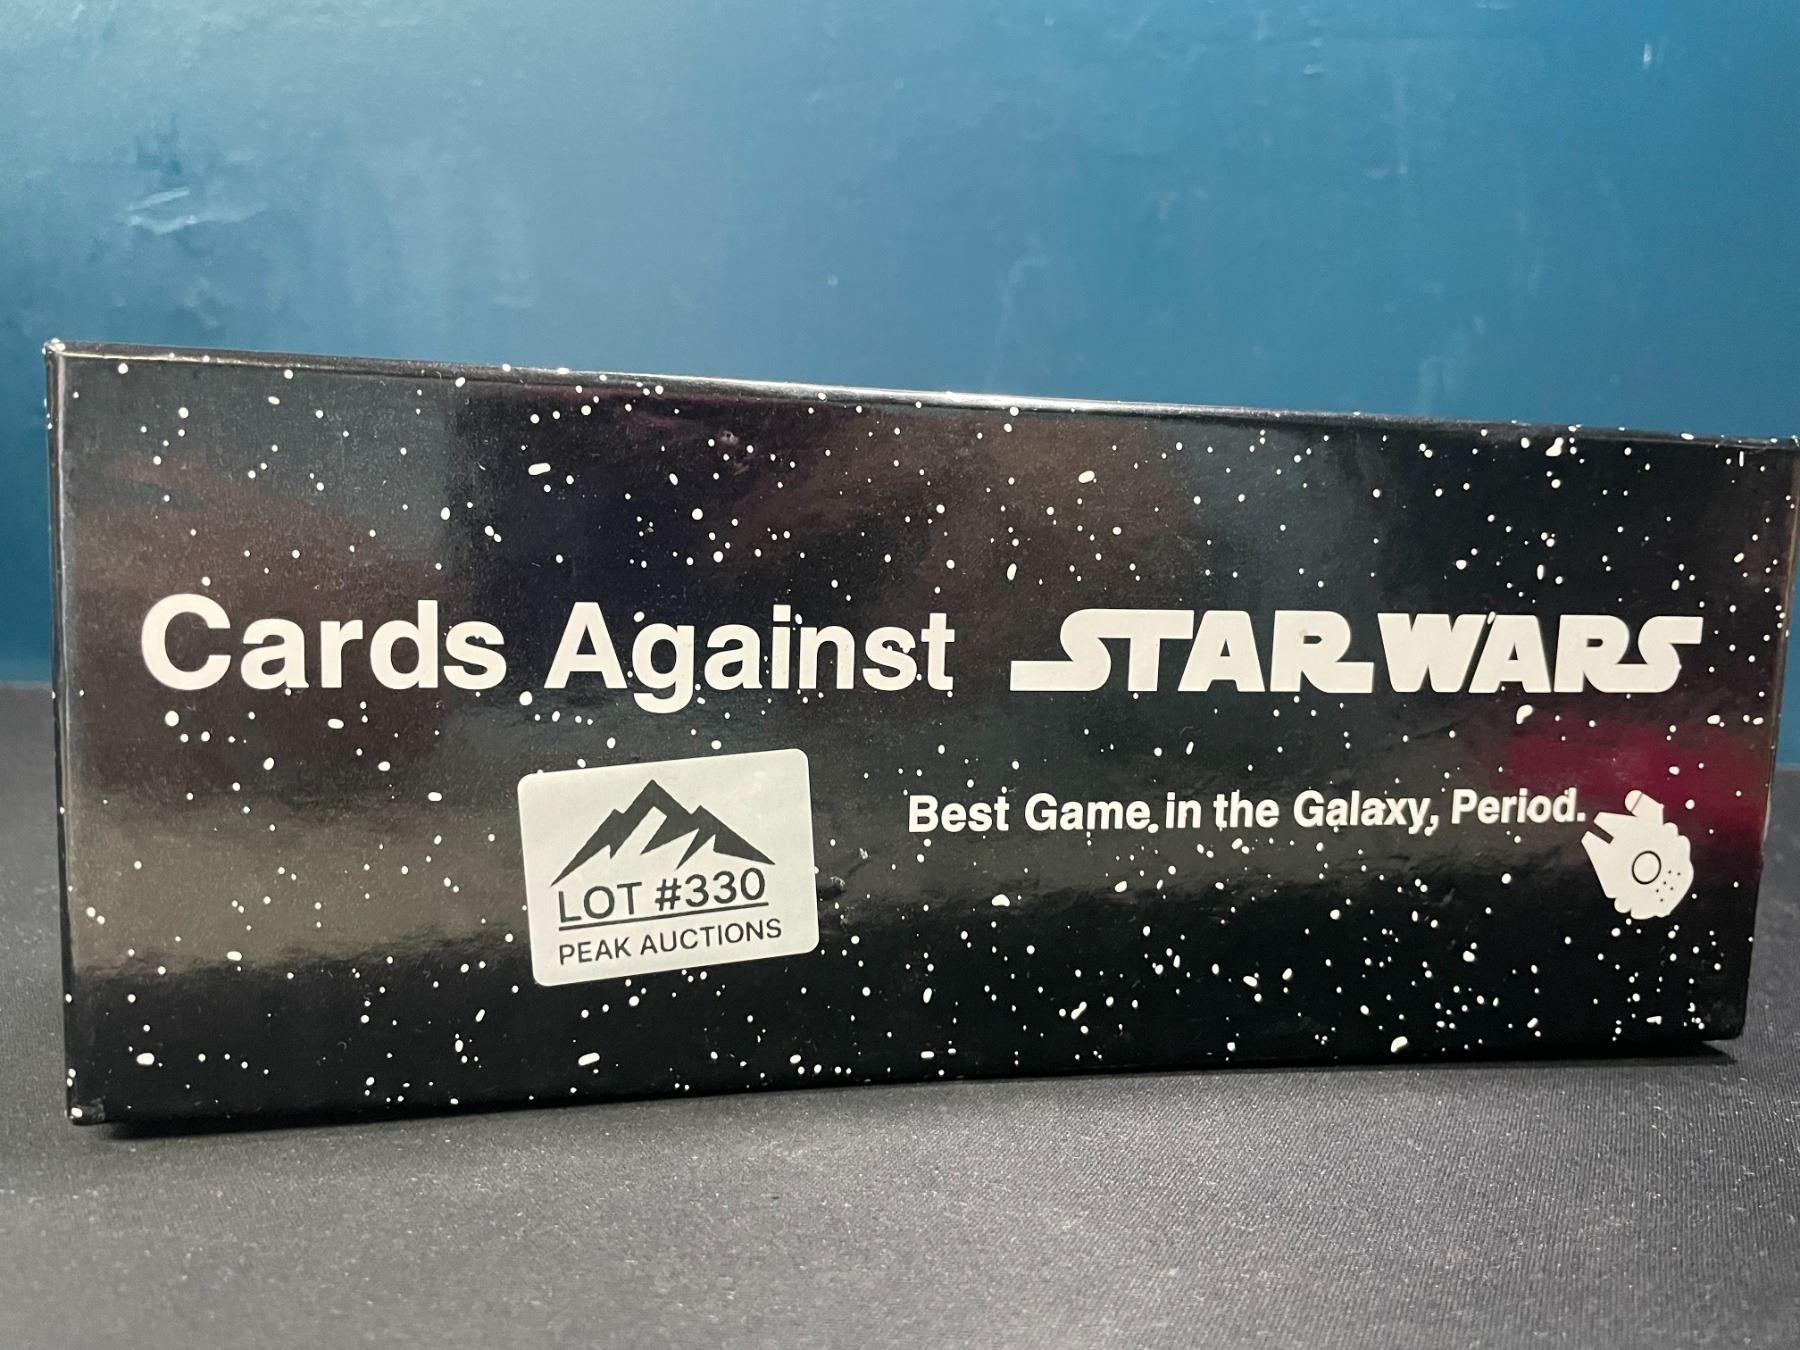 Cards Against STAR WARS
Best Game in the Galaxy, Period.
LOT #330
PEAK AUCTIONS